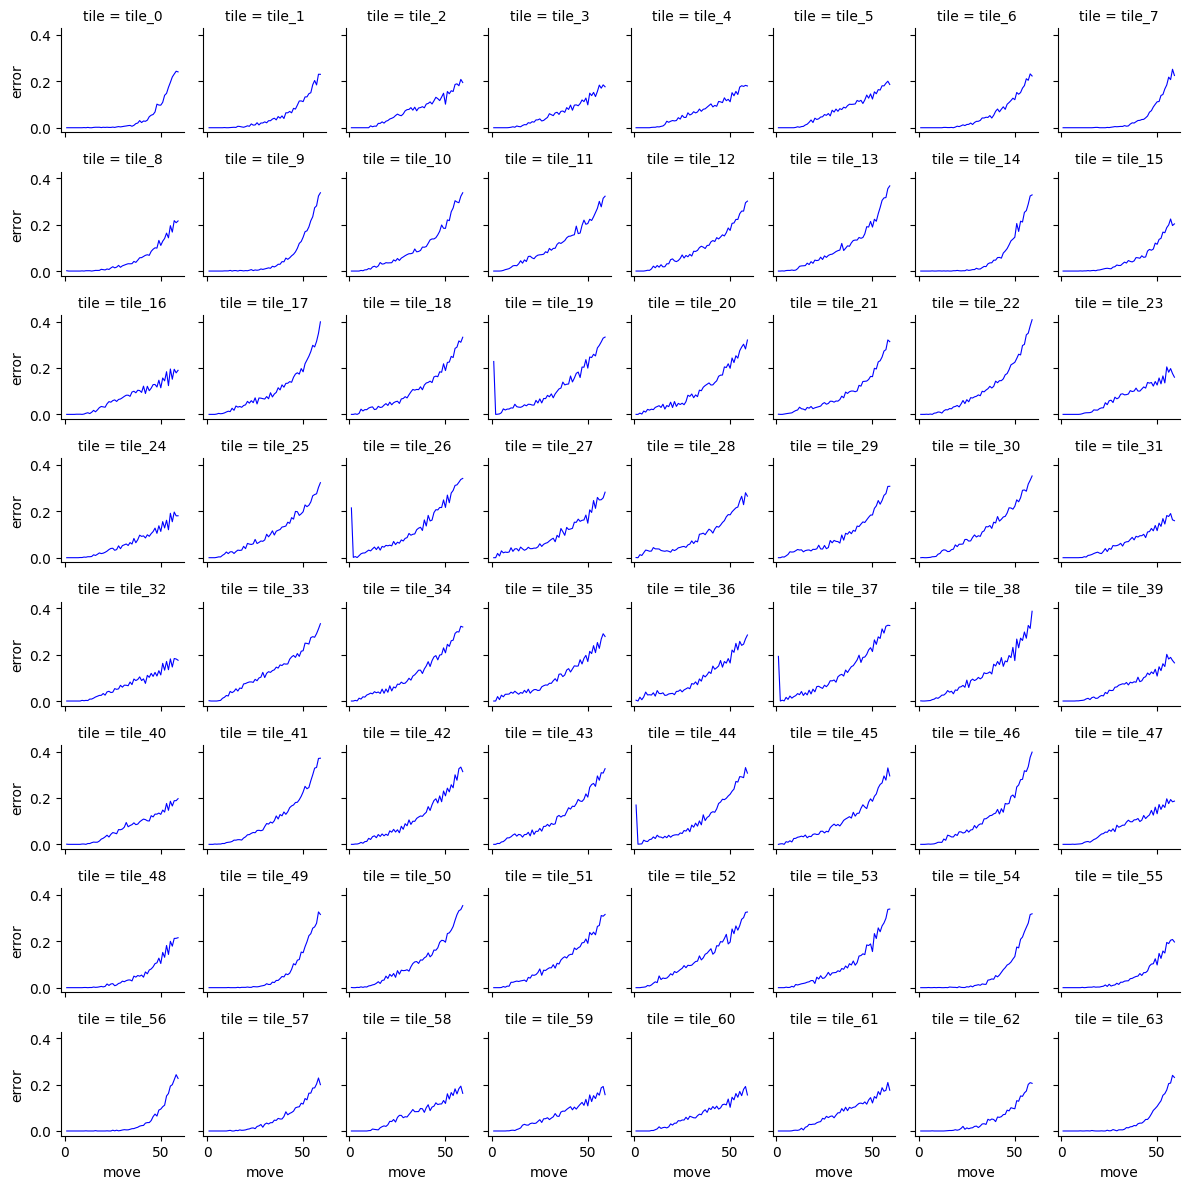 tile = tile_0 tile = tile_1 tile = tile_2 tile = tile_3 tile = tile_4 tile = tile_5 tile = tile_6 tile = tile_7
0.4
0.2
0.0
error
tile = tile_8 tile = tile_9 tile = tile_10 tile = tile_11 tile = tile_12 tile = tile_13 tile = tile_14 tile = tile_15
0.4
0.2
0.0
error
tile = tile_16 tile = tile_17 tile = tile_18 tile = tile_19 tile = tile_20 tile = tile_21 tile = tile_22 tile = tile_23
0.4
0.2
0.0
error
tile = tile_24 tile = tile_25 tile = tile_26 tile = tile_27 tile = tile_28 tile = tile_29 tile = tile_30 tile = tile_31
0.4
0.2
0.0
error
tile = tile_32 tile = tile_33 tile = tile_34 tile = tile_35 tile = tile_36 tile = tile_37 tile = tile_38 tile = tile_39
0.4
0.2
0.0
error
tile = tile_40 tile = tile_41 tile = tile_42 tile = tile_43 tile = tile_44 tile = tile_45 tile = tile_46 tile = tile_47
0.4
0.2
0.0
error
tile = tile_48 tile = tile_49 tile = tile_50 tile = tile_51 tile = tile_52 tile = tile_53 tile = tile_54 tile = tile_55
0.4
0.2
0.0
error
tile = tile_56 tile = tile_57 tile = tile_58 tile = tile_59 tile = tile_60 tile = tile_61 tile = tile_62 tile = tile_63
0.4
0.2
0.0
error
0 50 0 50 0 50 0 50 0 50 0 50 0 50 0 50
move move move move move move move move